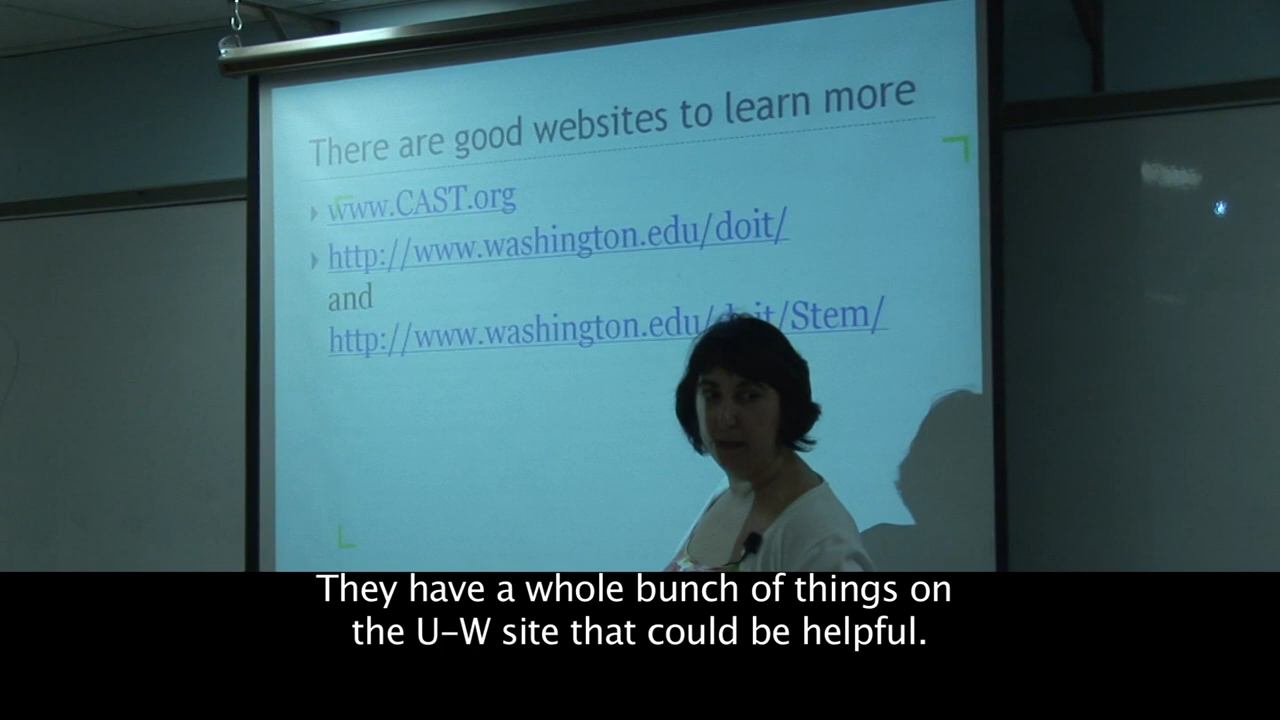 There are good websites to learn more
www.CAST.org
http://www.washington.edu/doit/
and
http://www.washington.edu/doit/Stem/
They have a whole bunch of things on
the U-W site that could be helpful.